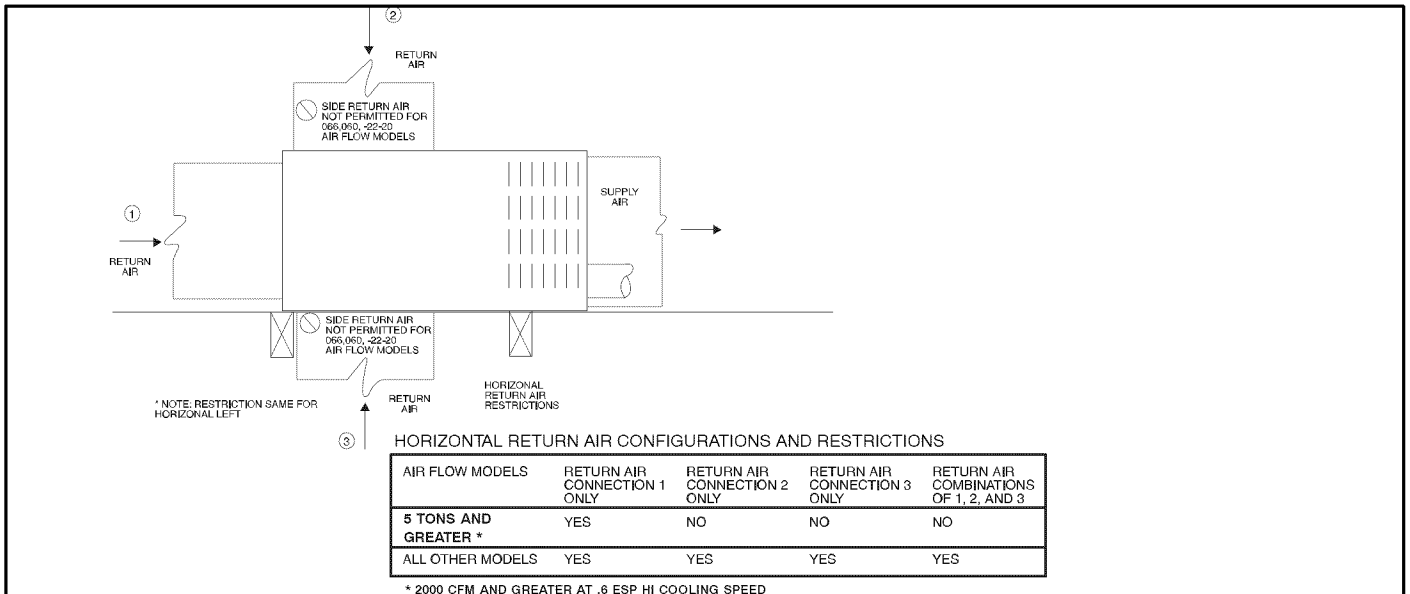 2
RETURN
AIR
SIDE RETURN AIR
NOT PERMITTED FOR
066,060, -22-20
AIR FLOW MODELS
1
RETURN
AIR
SUPPLY
AIR
SIDE RETURN AIR
NOT PERMITTED FOR
066,060, -22-20
AIR FLOW MODELS
* NOTE: RESTRICTION SAME FOR
HORIZONAL LEFT
RETURN
AIR
HORIZONAL
RETURN AIR
RESTRICTIONS
3
HORIZONTAL RETURN AIR CONFIGURATIONS AND RESTRICTIONS
AIR FLOW MODELS
RETURN AIR
CONNECTION 1
ONLY
RETURN AIR
CONNECTION 2
ONLY
RETURN AIR
CONNECTION 3
ONLY
RETURN AIR
COMBINATIONS
OF 1, 2, AND 3
5 TONS AND
GREATER *
YES
NO
NO
NO
ALL OTHER MODELS
YES
YES
YES
YES
* 2000 CFM AND GREATER AT .6 ESP HI COOLING SPEED